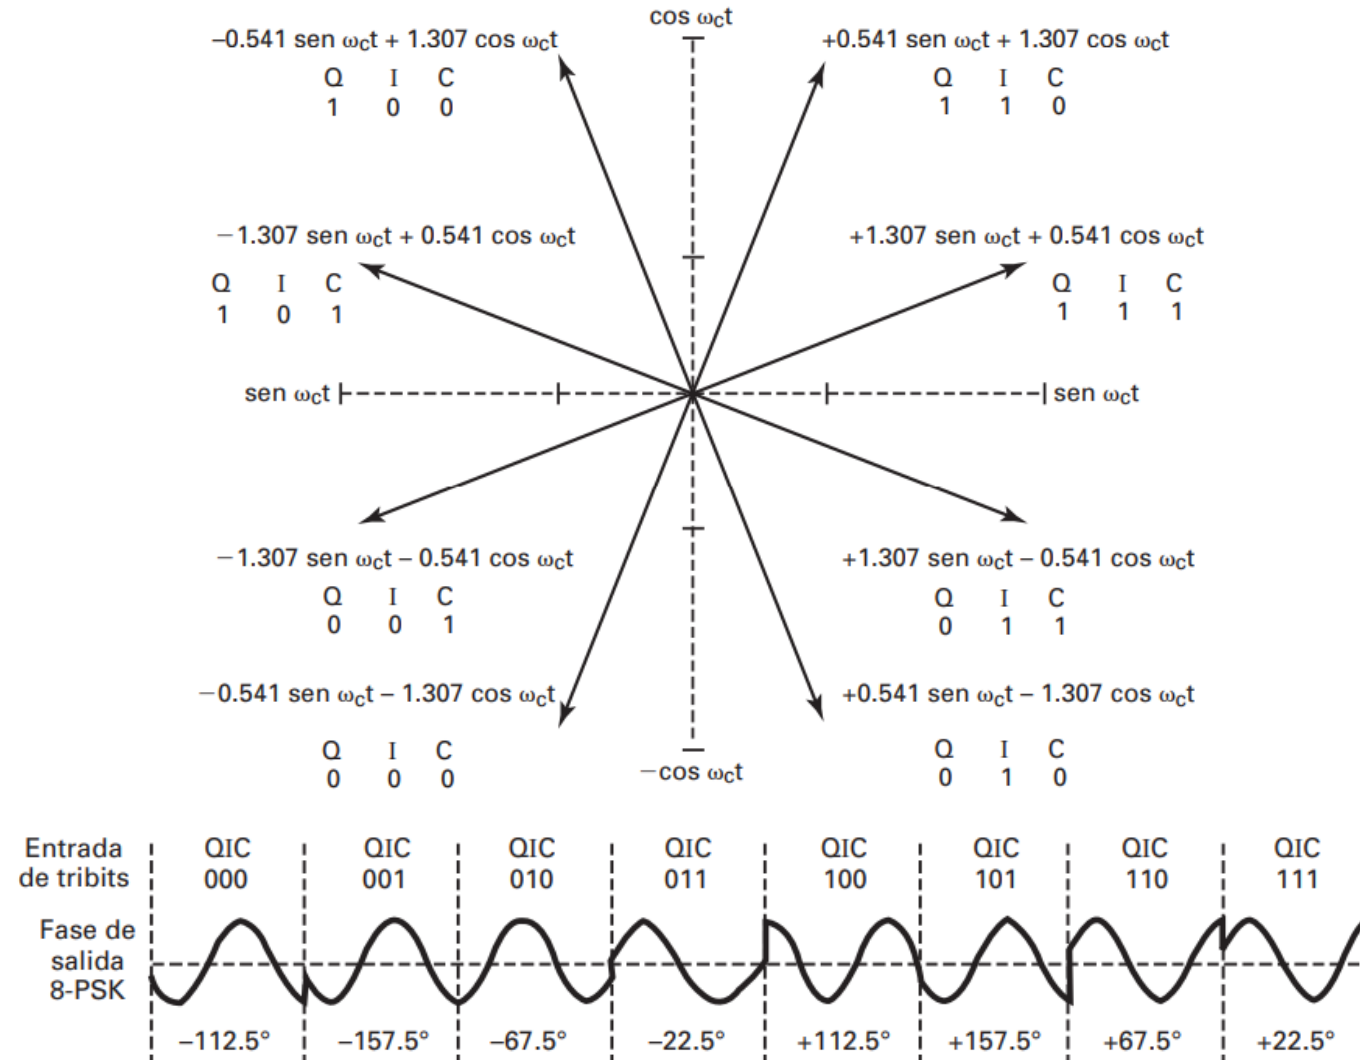 cos ωct
−0.541 sen ωct + 1.307 cos ωct
Q I C
1 0 0
+0.541 sen ωct + 1.307 cos ωct
Q I C
1 1 0
−1.307 sen ωct + 0.541 cos ωct
Q I C
1 0 1
+1.307 sen ωct + 0.541 cos ωct
Q I C
1 1 1
sen ωct
sen ωct
−1.307 sen ωct − 0.541 cos ωct
Q I C
0 0 1
+1.307 sen ωct − 0.541 cos ωct
Q I C
0 1 1
−0.541 sen ωct − 1.307 cos ωct
Q I C
0 0 0
+0.541 sen ωct − 1.307 cos ωct
Q I C
0 1 0
−cos ωct
Entrada QIC QIC QIC QIC QIC QIC QIC QIC
de tribits 000 001 010 011 100 101 110 111
Fase de
salida
8-PSK
−112.5° −157.5° −67.5° −22.5° +112.5° +157.5° +67.5° +22.5°